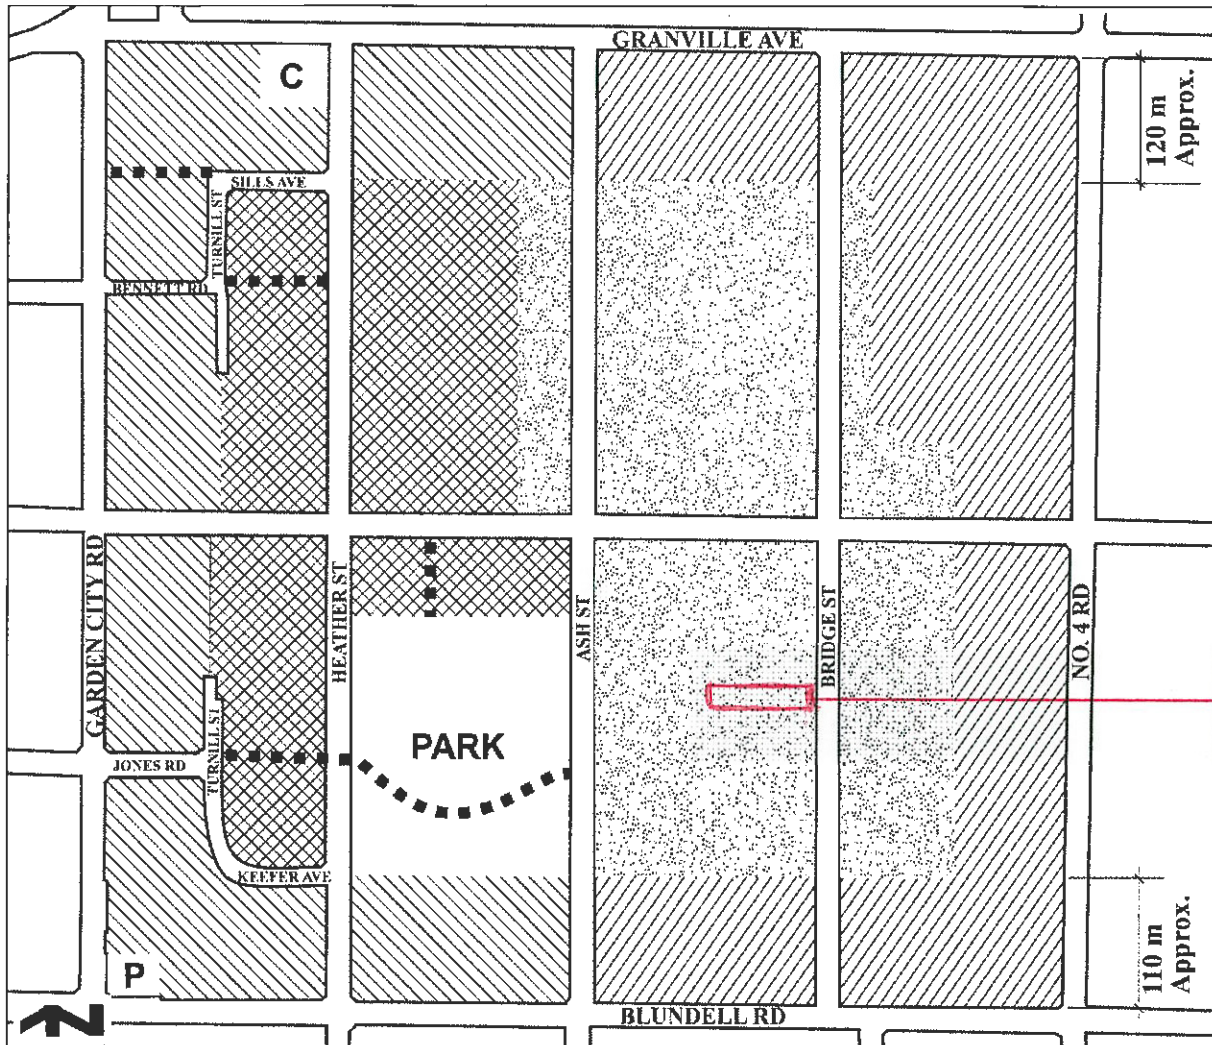 GRANVILLE AVE
C
120 m
Approx.
SILLS AVE
TURNILL ST
BENNETT RD
GARDEN CITY RD
HEATHER ST
ASH ST
BRIDGE ST
NO. 4 RD
PARK
JONES RD
TURNILL ST
KEEFER AVE
110 m
Approx.
P
BLUNDELL RD
N